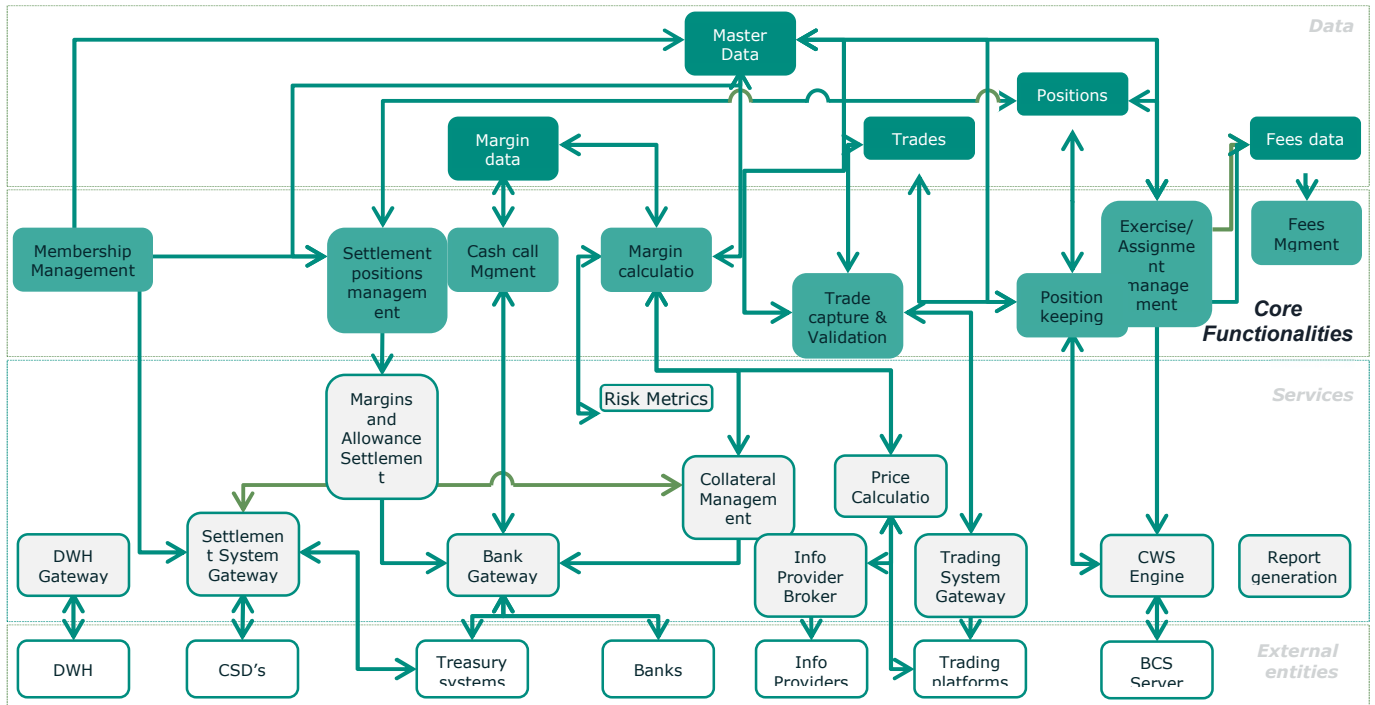 Data
Master
Data
Positions
Margin
data
Trades
Fees data
Membership
Management
Settlement
positions
managem
ent
Cash call
Mgment
Margin
calculatio
Trade
capture &
Validation
Position
keeping
Exercise/
Assignme
nt
manage
ment
Fees
Mgment
Core
Functionalities
Services
Margins
and
Allowance
Settlemen
t
Risk Metrics
Collateral
Managem
ent
Price
Calculatio
DWH
Gateway
Settlemen
t System
Gateway
Bank
Gateway
Info
Provider
Broker
Trading
System
Gateway
CWS
Engine
Report
generation
External
entities
DWH
CSD's
Treasury
systems
Banks
Info
Providers
Trading
platforms
BCS
Server